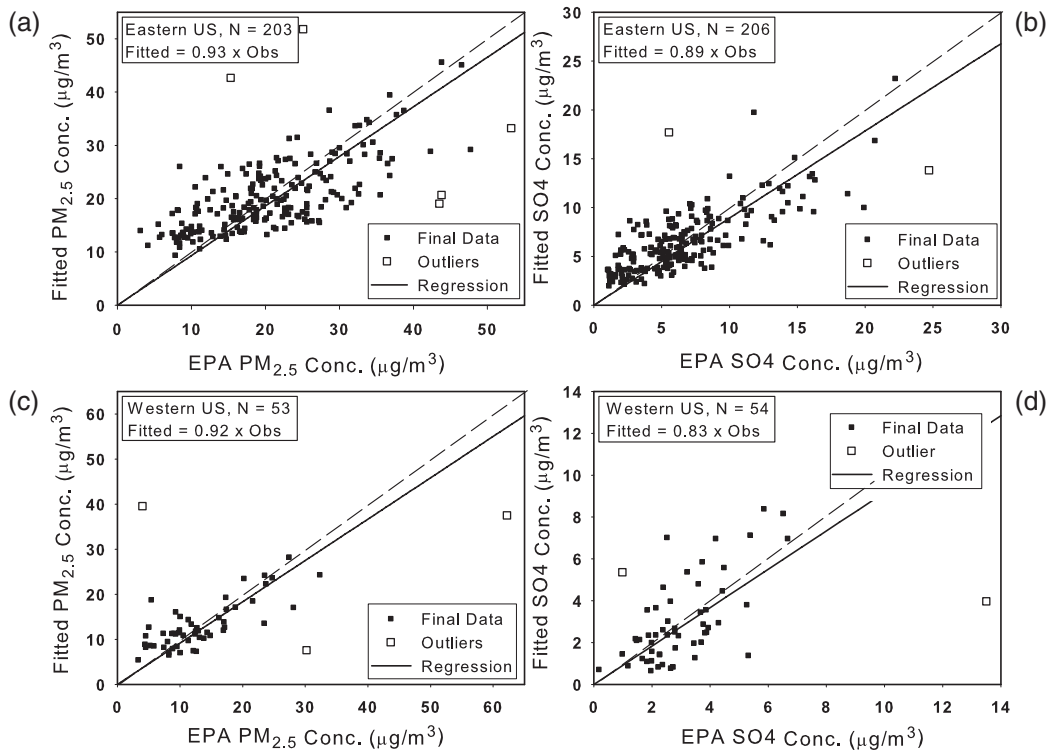 (a)
Eastern US, N = 203
Fitted = 0.93 x Obs
Fitted PM2.5 Conc. (μg/m3)
50
40
30
20
10
0
0 10 20 30 40 50
EPA PM2.5 Conc. (μg/m3)
Final Data
Outliers
Regression
(b)
Eastern US, N = 206
Fitted = 0.89 x Obs
Fitted SO4 Conc. (μg/m3)
30
25
20
15
10
5
0
0 5 10 15 20 25 30
EPA SO4 Conc. (μg/m3)
Final Data
Outliers
Regression
(c)
Western US, N = 53
Fitted = 0.92 x Obs
Fitted PM2.5 Conc. (μg/m3)
60
50
40
30
20
10
0
0 10 20 30 40 50 60
EPA PM2.5 Conc. (μg/m3)
Final Data
Outliers
Regression
(d)
Western US, N = 54
Fitted = 0.83 x Obs
Fitted SO4 Conc. (μg/m3)
14
12
10
8
6
4
2
0
0 2 4 6 8 10 12 14
EPA SO4 Conc. (μg/m3)
Final Data
Outlier
Regression